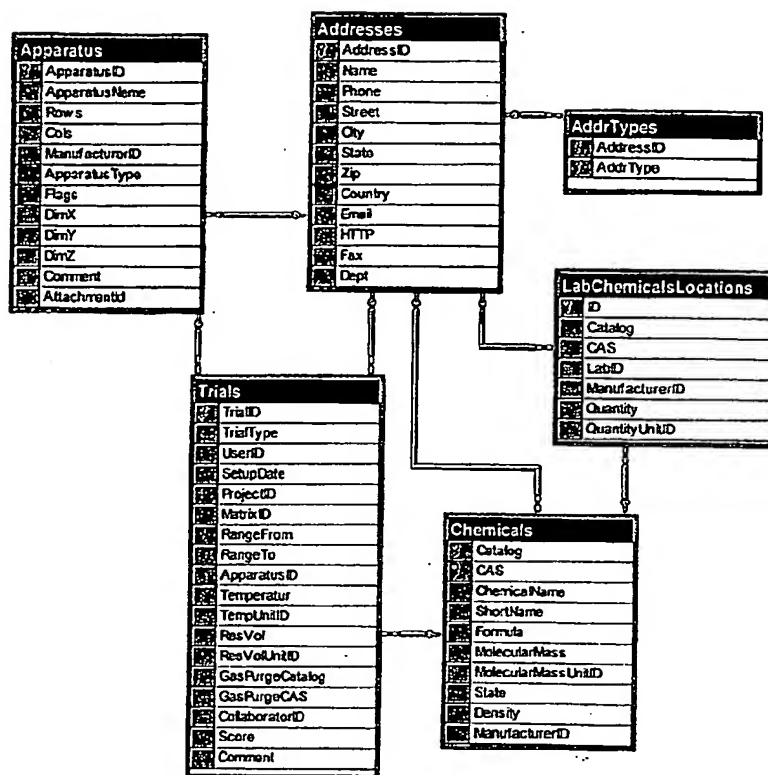 Apparatus
ApparatusID
ApparatusName
Rows
Cols
ManufacturorID
ApparatusType
Flags
DimX
DimY
DimZ
Comment
AttachmentId
Addresses
AddressID
Name
Phone
Street
City
State
Zip
Country
Email
HTTP
Fax
Dept
AddrTypes
AddressID
AddrType
LabChemicalsLocations
ID
Catalog
CAS
LabID
ManufacturerID
Quantity
QuantityUnitID
Trials
TrialID
TrialType
UserID
SetupDate
ProjectID
MatrixID
RangeFrom
RangeTo
ApparatusID
Temperatur
TempUnitID
ResVol
ResVolUnitID
GasPurgeCatalog
GasPurgeCAS
CollaboratorID
Score
Comment
Chemicals
Catalog
CAS
ChemicalName
ShortName
Formula
MolecularMass
MolecularMassUnitID
State
Density
ManufacturerID